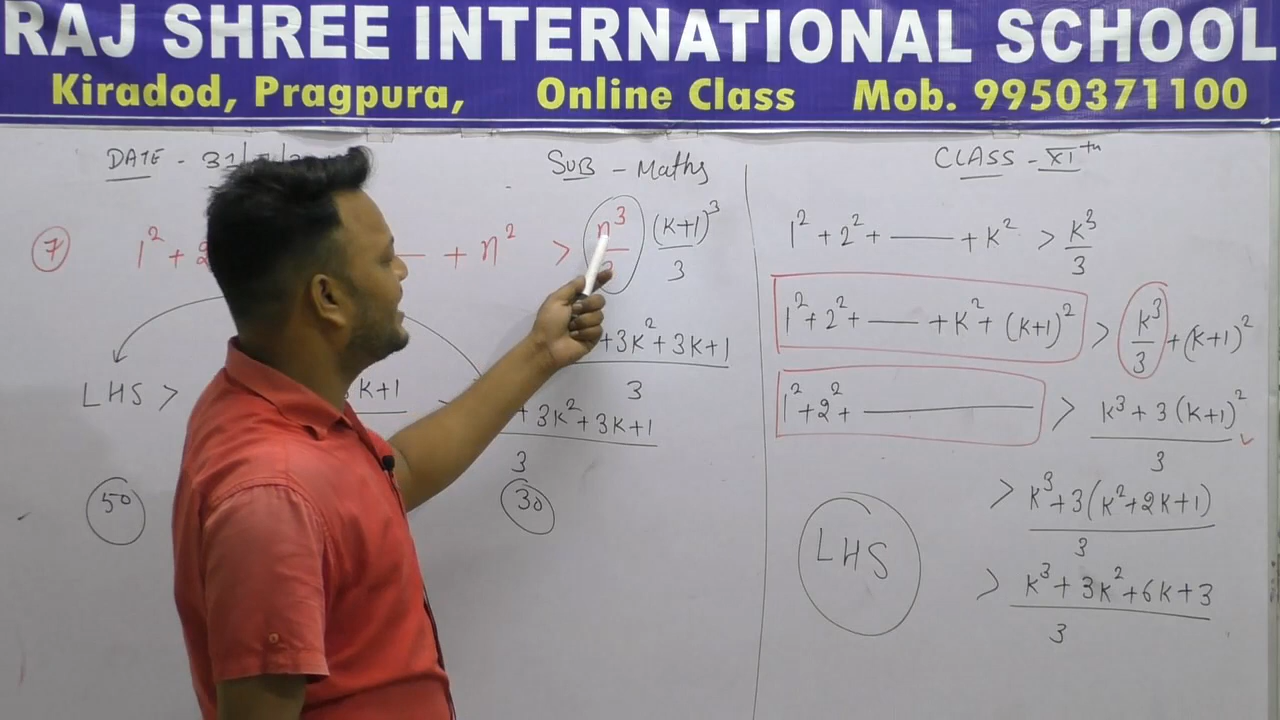 RAJ SHREE INTERNATIONAL SCHOOL
Kiradod, Pragpura, Online Class Mob. 9950371100
DATE - 31/
SUB - Maths
CLASS - XIth
7 1² + 2 — + n² > n³ (k+1)³/3
+3k²+3k+1
3
LHS > k+1
+ 3k²+3k+1
3
50
30
1² + 2² + —— + k² > k³/3
1² + 2² + —— + k² + (k+1)² > k³/3 + (k+1)²
1² + 2² + ———— > k³ + 3(k+1)²
3
> k³+3(k²+2k+1)
3
LHS
> k³ + 3k² + 6k + 3
3